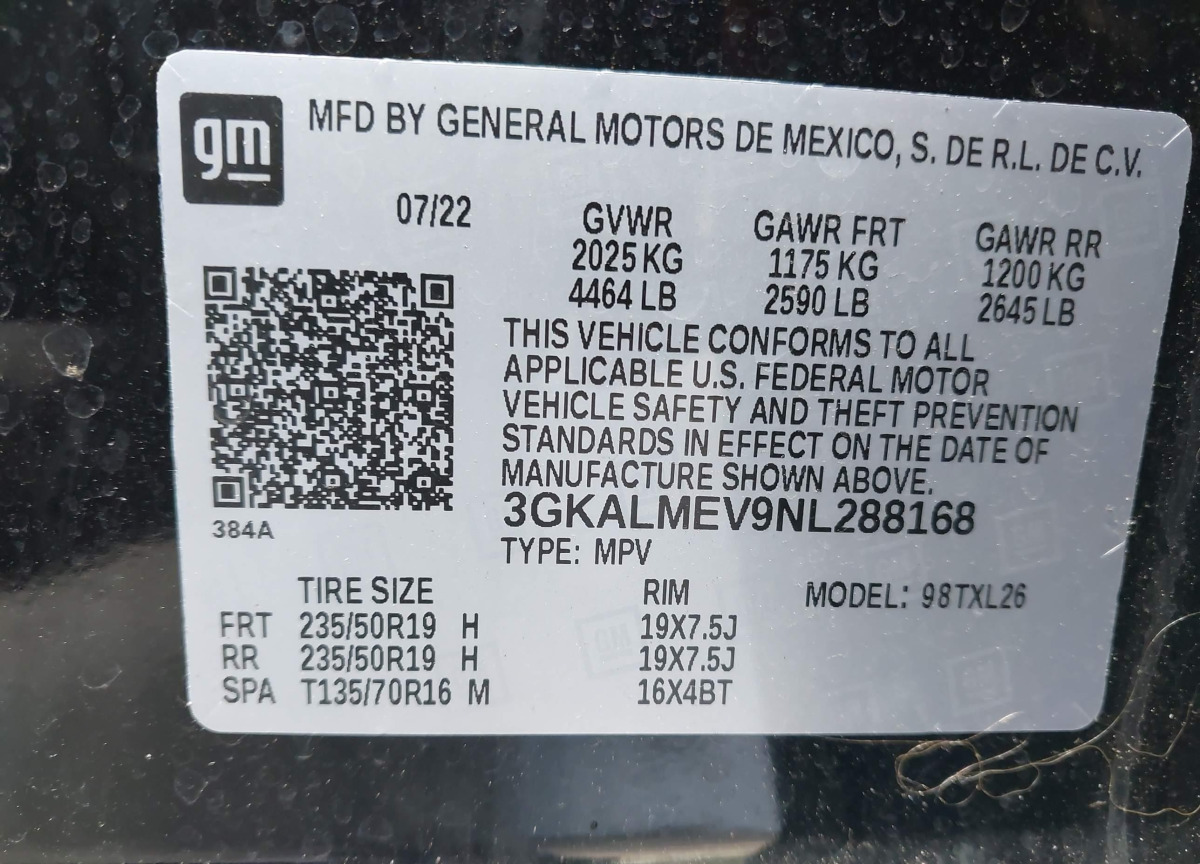 gm
MFD BY GENERAL MOTORS DE MEXICO, S. DE R.L. DE C.V.
07/22 GVWR GAWR FRT GAWR RR
2025 KG 1175 KG 1200 KG
4464 LB 2590 LB 2645 LB
THIS VEHICLE CONFORMS TO ALL
APPLICABLE U.S. FEDERAL MOTOR
VEHICLE SAFETY AND THEFT PREVENTION
STANDARDS IN EFFECT ON THE DATE OF
MANUFACTURE SHOWN ABOVE.
3GKALMEV9NL288168
384A
TYPE: MPV
TIRE SIZE RIM MODEL: 98TXL26
FRT 235/50R19 H 19X7.5J
RR 235/50R19 H 19X7.5J
SPA T135/70R16 M 16X4BT